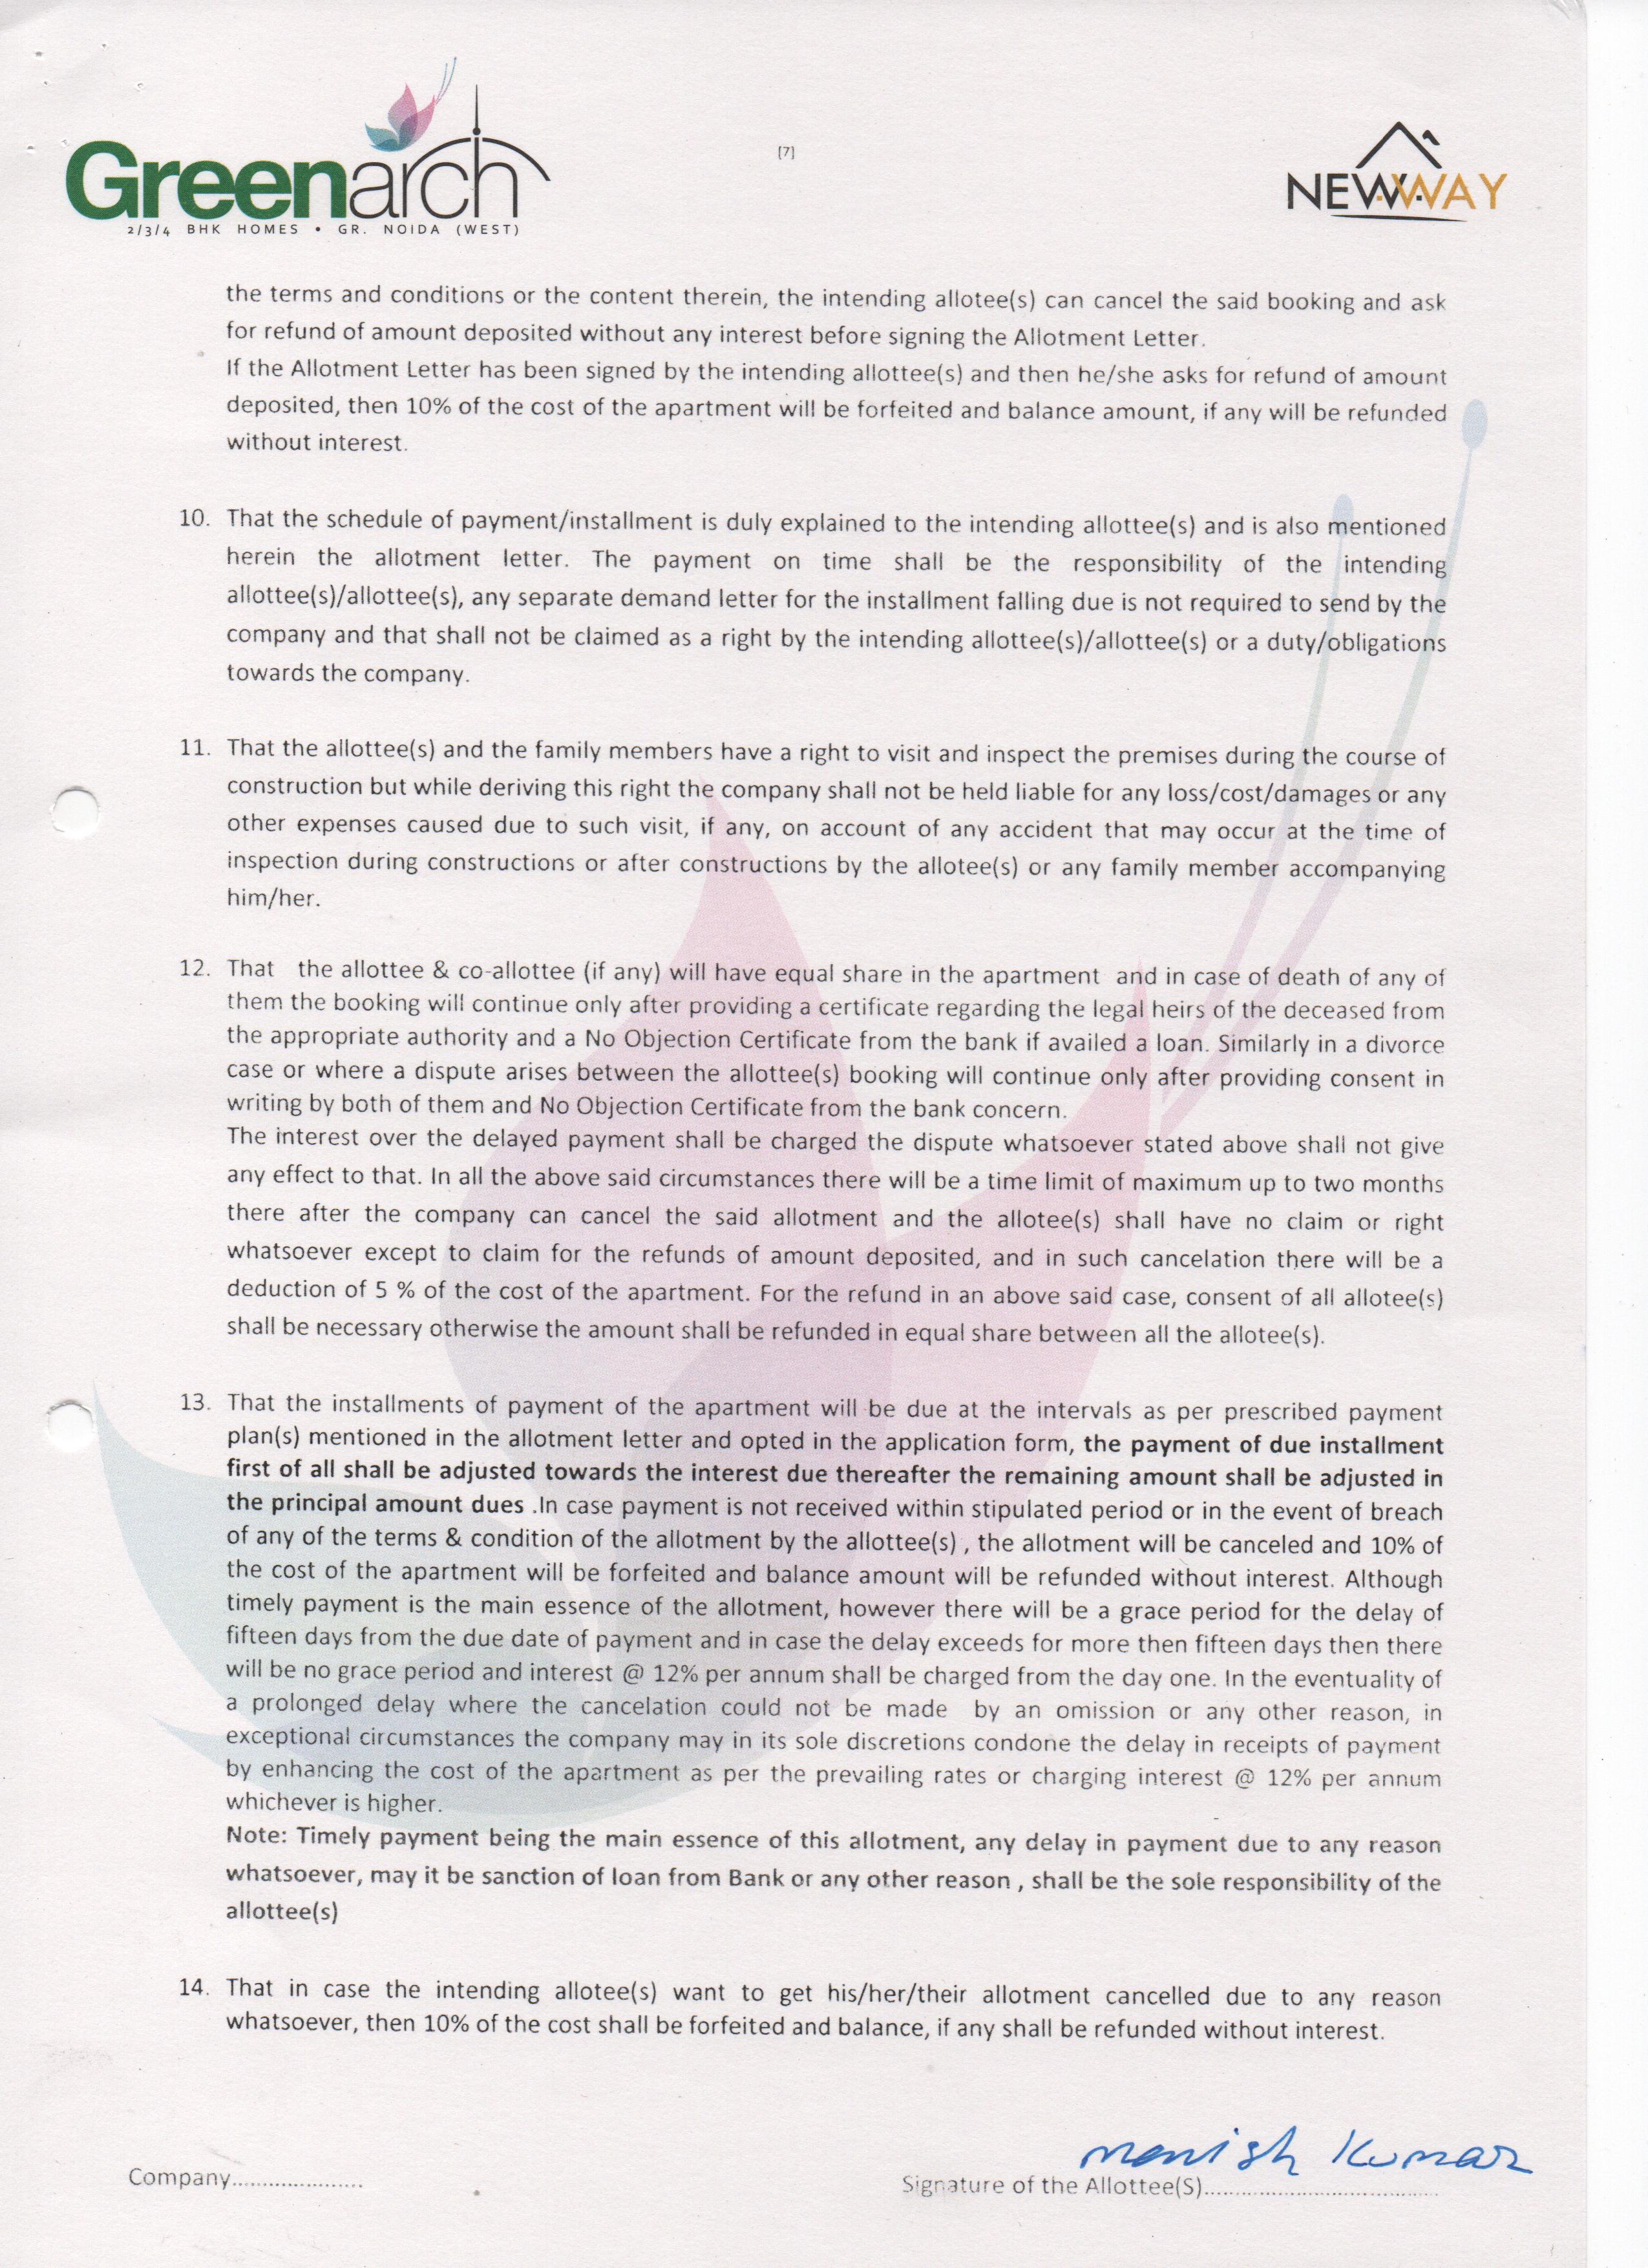 Greenarch
2/3/4 BHK HOMES • GR. NOIDA (WEST)
[7]
NEWWAY
the terms and conditions or the content therein, the intending allotee(s) can cancel the said booking and ask
for refund of amount deposited without any interest before signing the Allotment Letter.
If the Allotment Letter has been signed by the intending allottee(s) and then he/she asks for refund of amount
deposited, then 10% of the cost of the apartment will be forfeited and balance amount, if any will be refunded
without interest.
10. That the schedule of payment/installment is duly explained to the intending allottee(s) and is also mentioned
herein the allotment letter. The payment on time shall be the responsibility of the intending
allottee(s)/allottee(s), any separate demand letter for the installment falling due is not required to send by the
company and that shall not be claimed as a right by the intending allottee(s)/allottee(s) or a duty/obligations
towards the company.
11. That the allottee(s) and the family members have a right to visit and inspect the premises during the course of
construction but while deriving this right the company shall not be held liable for any loss/cost/damages or any
other expenses caused due to such visit, if any, on account of any accident that may occur at the time of
inspection during constructions or after constructions by the allotee(s) or any family member accompanying
him/her.
12. That the allottee & co-allottee (if any) will have equal share in the apartment and in case of death of any of
them the booking will continue only after providing a certificate regarding the legal heirs of the deceased from
the appropriate authority and a No Objection Certificate from the bank if availed a loan. Similarly in a divorce
case or where a dispute arises between the allottee(s) booking will continue only after providing consent in
writing by both of them and No Objection Certificate from the bank concern.
The interest over the delayed payment shall be charged the dispute whatsoever stated above shall not give
any effect to that. In all the above said circumstances there will be a time limit of maximum up to two months
there after the company can cancel the said allotment and the allotee(s) shall have no claim or right
whatsoever except to claim for the refunds of amount deposited, and in such cancelation there will be a
deduction of 5 % of the cost of the apartment. For the refund in an above said case, consent of all allotee(s)
shall be necessary otherwise the amount shall be refunded in equal share between all the allotee(s).
13. That the installments of payment of the apartment will be due at the intervals as per prescribed payment
plan(s) mentioned in the allotment letter and opted in the application form, the payment of due installment
first of all shall be adjusted towards the interest due thereafter the remaining amount shall be adjusted in
the principal amount dues .In case payment is not received within stipulated period or in the event of breach
of any of the terms & condition of the allotment by the allottee(s) , the allotment will be canceled and 10% of
the cost of the apartment will be forfeited and balance amount will be refunded without interest. Although
timely payment is the main essence of the allotment, however there will be a grace period for the delay of
fifteen days from the due date of payment and in case the delay exceeds for more then fifteen days then there
will be no grace period and interest @ 12% per annum shall be charged from the day one. In the eventuality of
a prolonged delay where the cancelation could not be made by an omission or any other reason, in
exceptional circumstances the company may in its sole discretions condone the delay in receipts of payment
by enhancing the cost of the apartment as per the prevailing rates or charging interest @ 12% per annum
whichever is higher.
Note: Timely payment being the main essence of this allotment, any delay in payment due to any reason
whatsoever, may it be sanction of loan from Bank or any other reason , shall be the sole responsibility of the
allottee(s)
14. That in case the intending allotee(s) want to get his/her/their allotment cancelled due to any reason
whatsoever, then 10% of the cost shall be forfeited and balance, if any shall be refunded without interest.
manish Kumar
Company...................
Signature of the Allottee(S)...................................